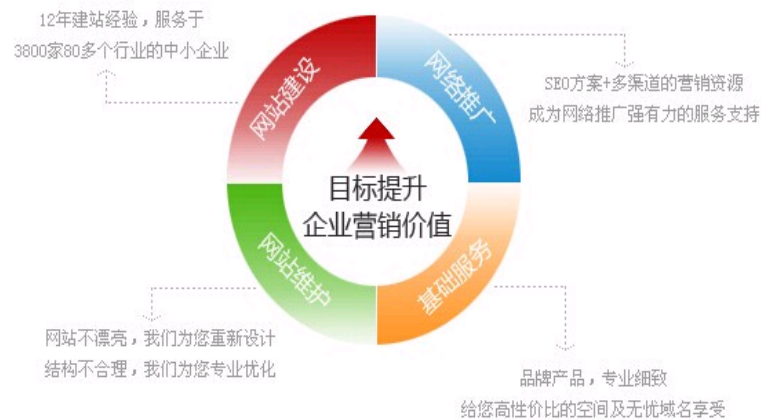 12年建站经验，服务于
3800家80多个行业的中小企业
网站建设
网络推广
SEO方案+多渠道的营销资源
成为网络推广强有力的服务支持
目标提升
企业营销价值
网站维护
基础服务
网站不漂亮，我们为您重新设计
结构不合理，我们为您专业优化
品牌产品，专业细致
给您高性价比的空间及无忧域名享受